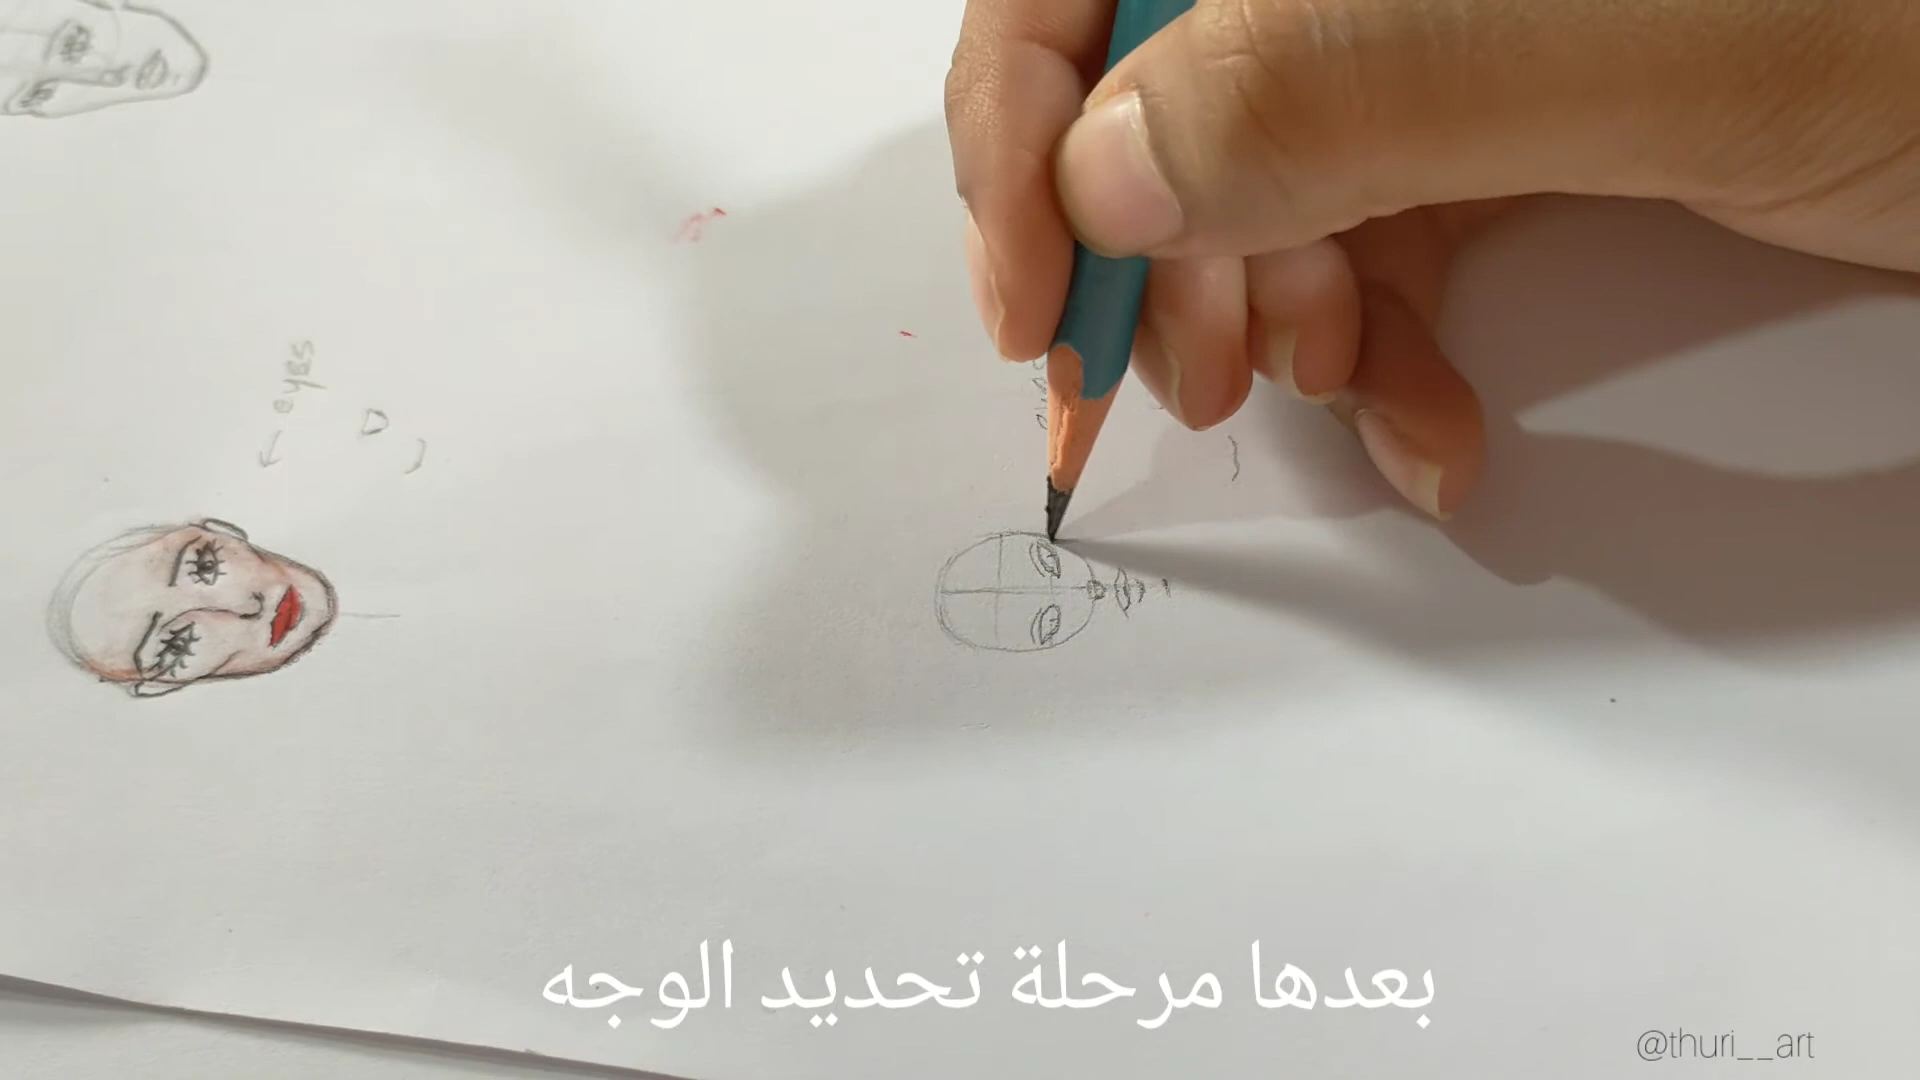 eyes
بعدها مرحلة تحديد الوجه
@thuri__art